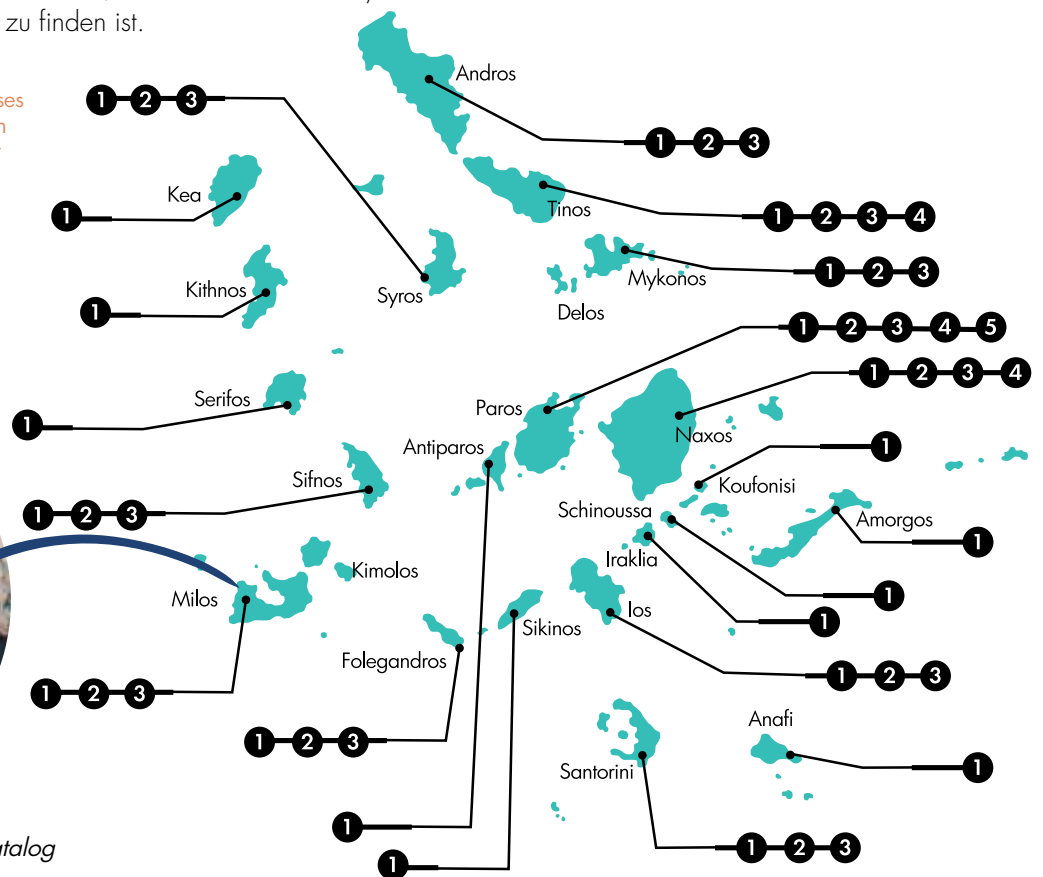 zu finden ist.
Andros
1 2 3
1 2 3
Kea
1
Tinos
1 2 3 4
Kithnos
1
Syros
Mykonos
1 2 3
Delos
1 2 3 4 5
Serifos
1
Paros
Naxos
1 2 3 4
Antiparos
1
Koufonisi
Sifnos
1 2 3
Schinoussa
Amorgos
1
Iraklia
Kimolos
Milos
1
1
Ios
Sikinos
Folegandros
1 2 3
1 2 3
1 2 3
Anafi
Santorini
1
1
1
1 2 3